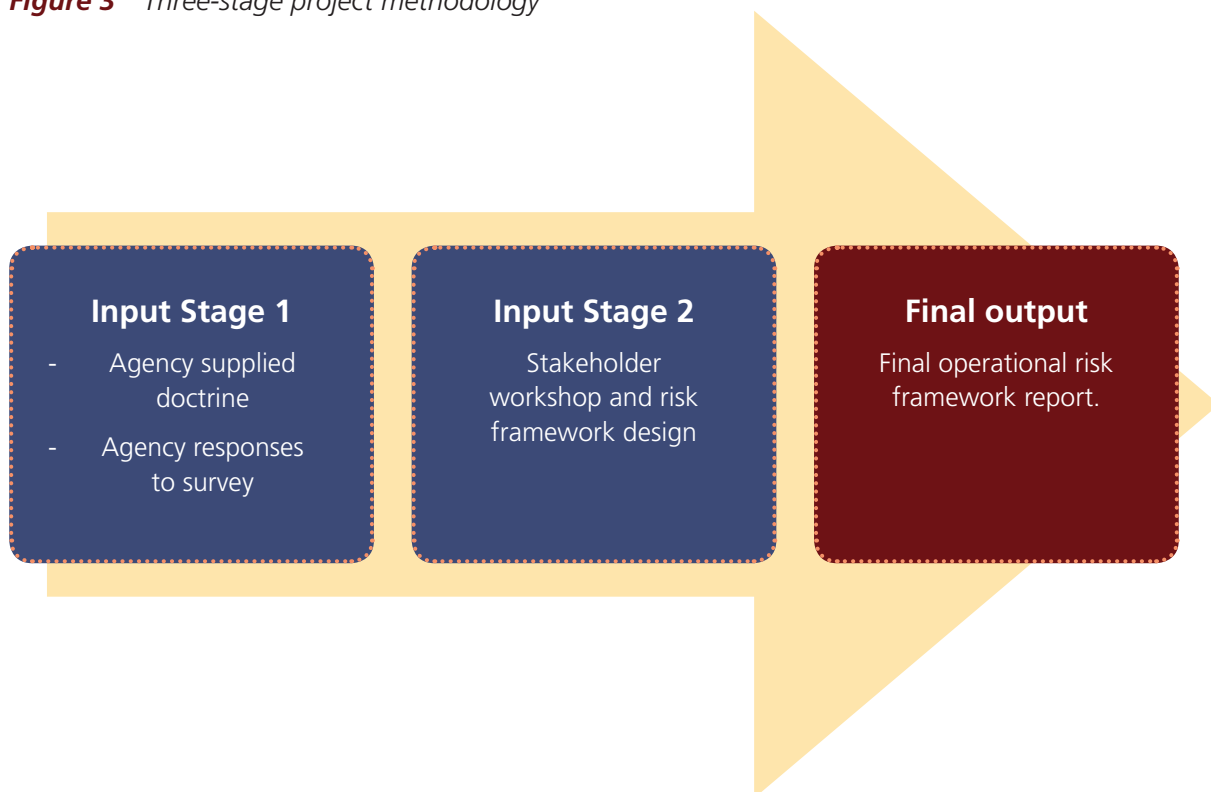 Figure 3 Three-stage project methodology
Input Stage 1
- Agency supplied
doctrine
- Agency responses
to survey
Input Stage 2
Stakeholder
workshop and risk
framework design
Final output
Final operational risk
framework report.